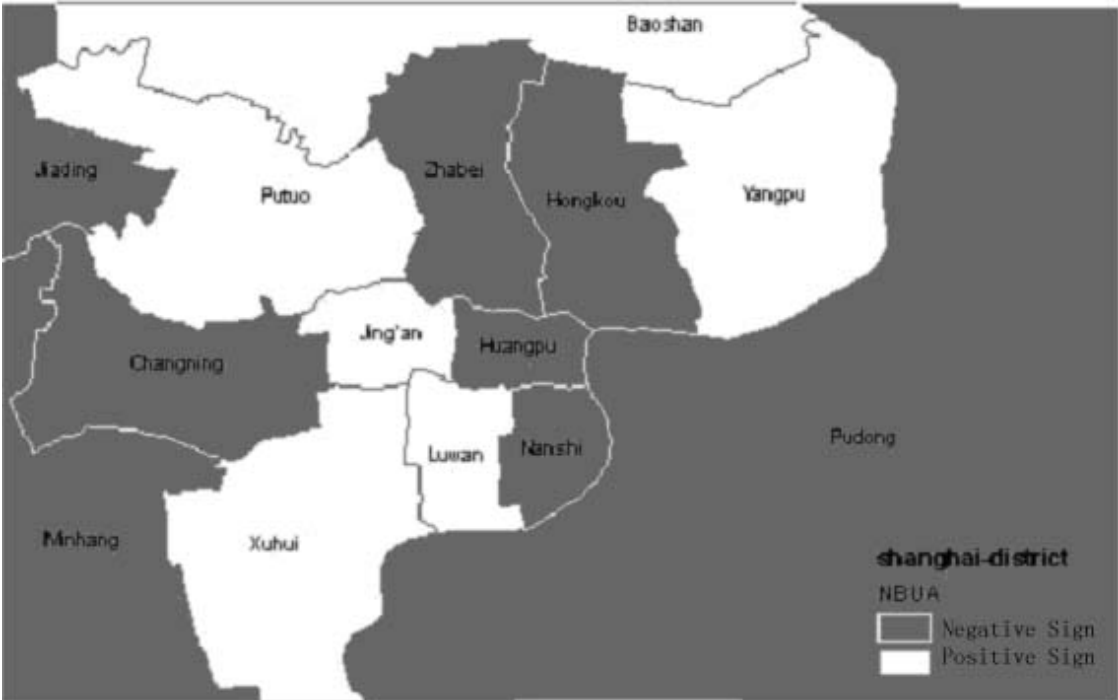 Baoshan
Jiading
Zhabei
Putuo
Hongkou
Yangpu
Jing'an
Huangpu
Changning
Pudong
Luwan
Nanshi
Minhang
Xuhui
shanghai-district
NBUA
Negative Sign
Positive Sign